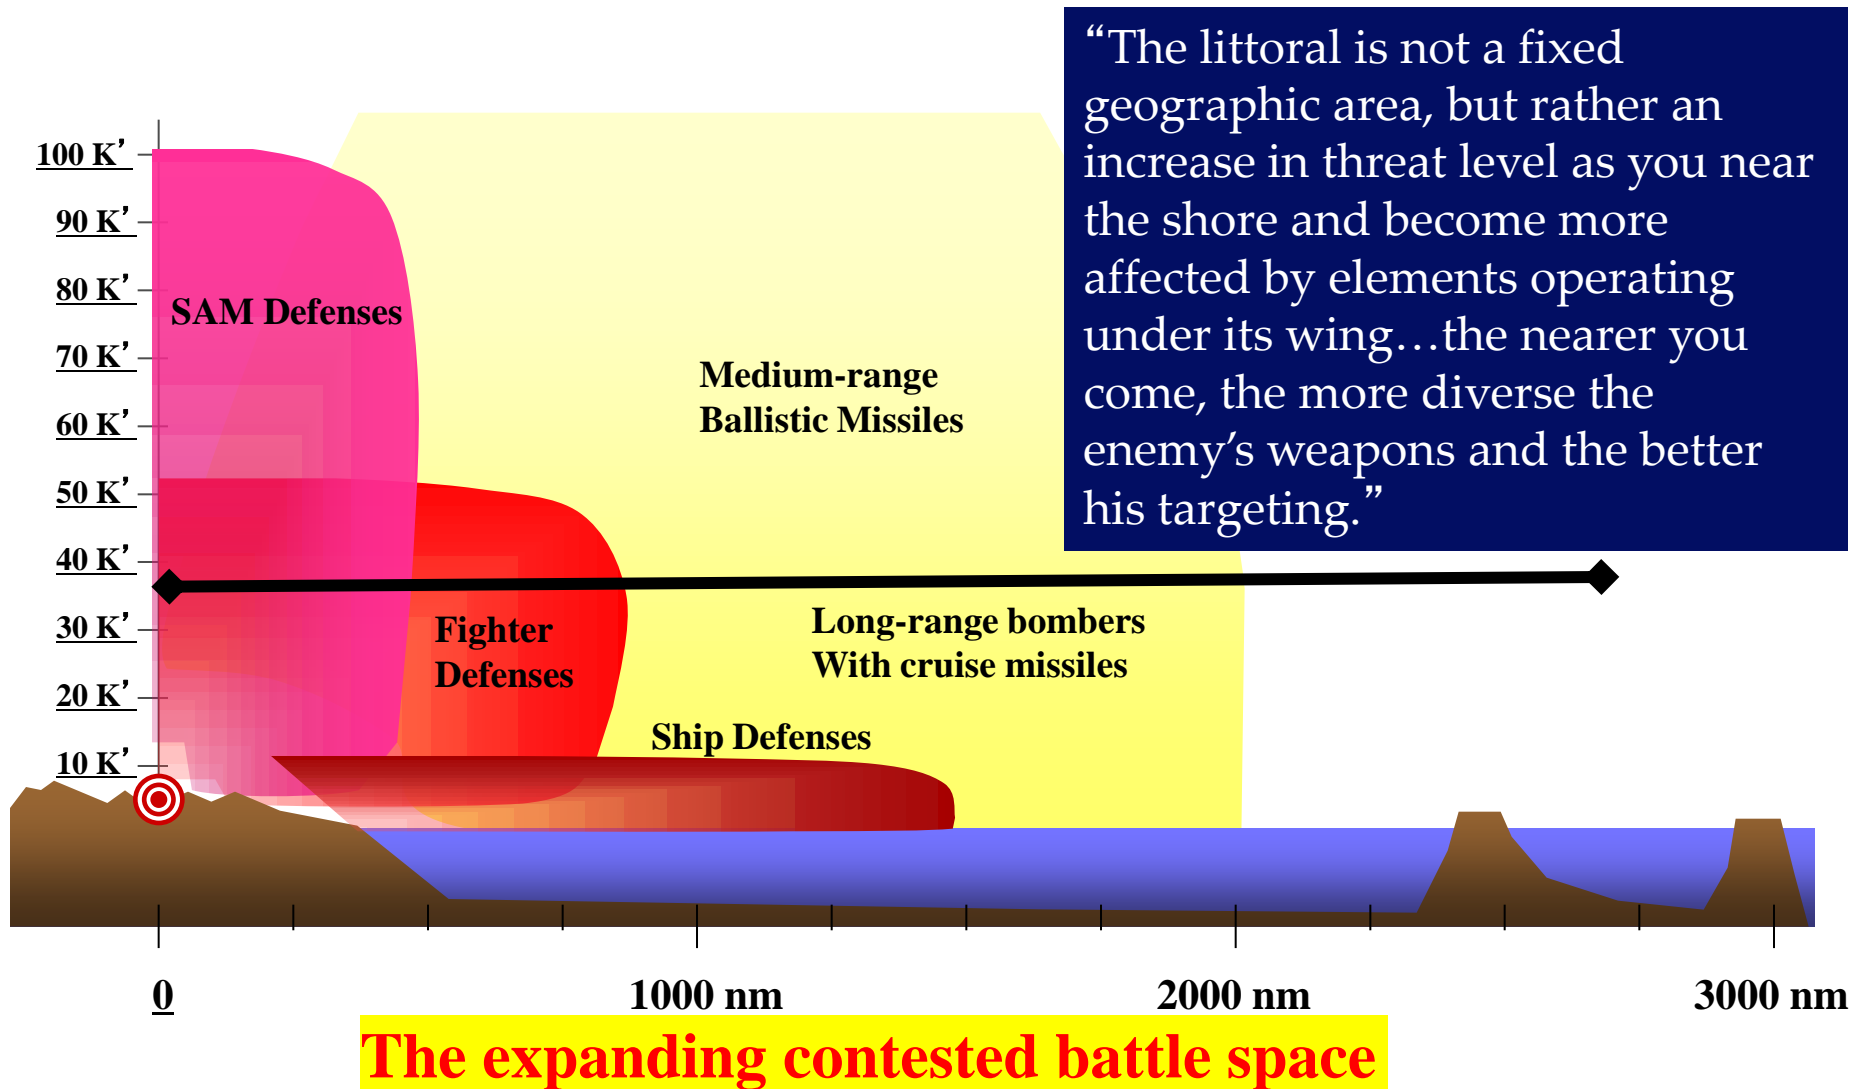 “The littoral is not a fixed
geographic area, but rather an
increase in threat level as you near
the shore and become more
affected by elements operating
under its wing…the nearer you
come, the more diverse the
enemy’s weapons and the better
his targeting.”
100 K’
90 K’
80 K’
70 K’
60 K’
50 K’
40 K’
30 K’
20 K’
10 K’
SAM Defenses
Medium-range
Ballistic Missiles
Fighter
Defenses
Long-range bombers
With cruise missiles
Ship Defenses
0
1000 nm
2000 nm
3000 nm
The expanding contested battle space